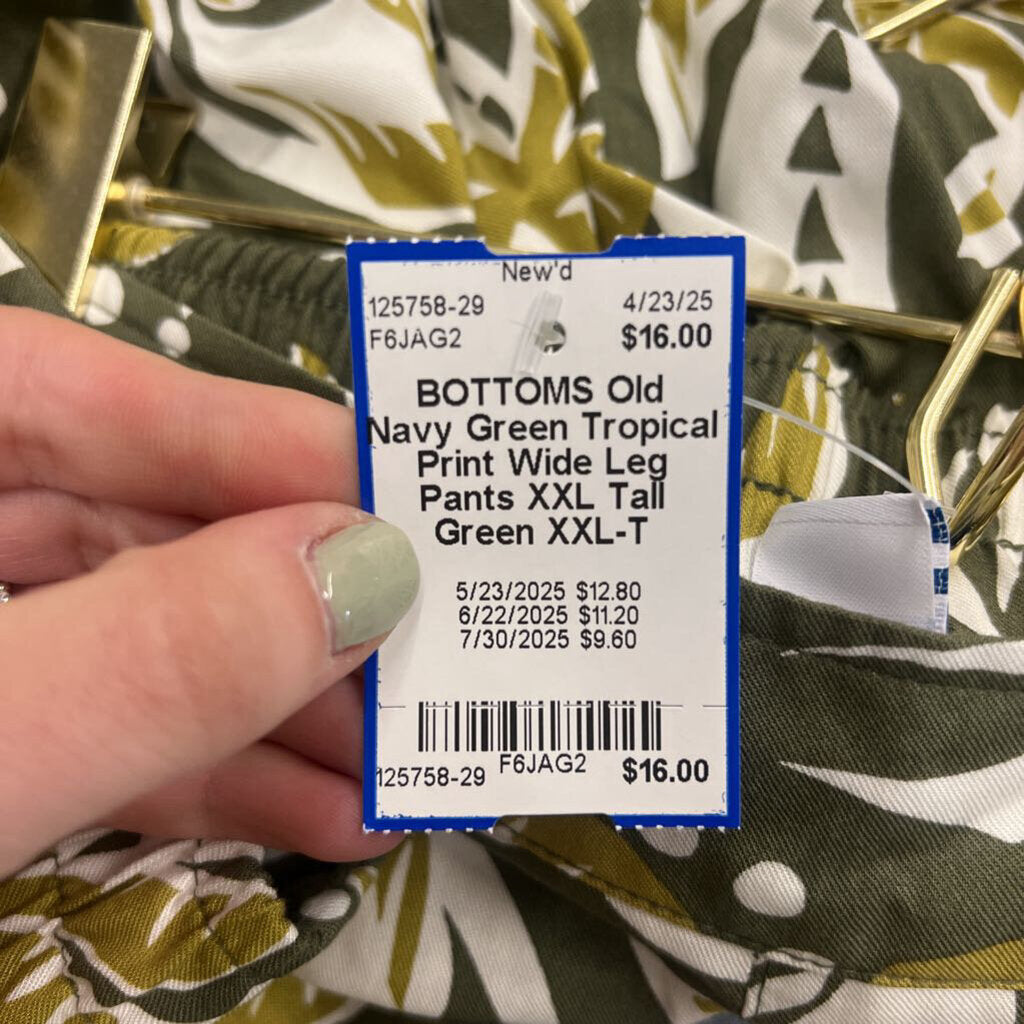 New'd
125758-29 4/23/25
F6JAG2 $16.00
BOTTOMS Old
Navy Green Tropical
Print Wide Leg
Pants XXL Tall
Green XXL-T
5/23/2025 $12.80
6/22/2025 $11.20
7/30/2025 $9.60
125758-29 F6JAG2 $16.00